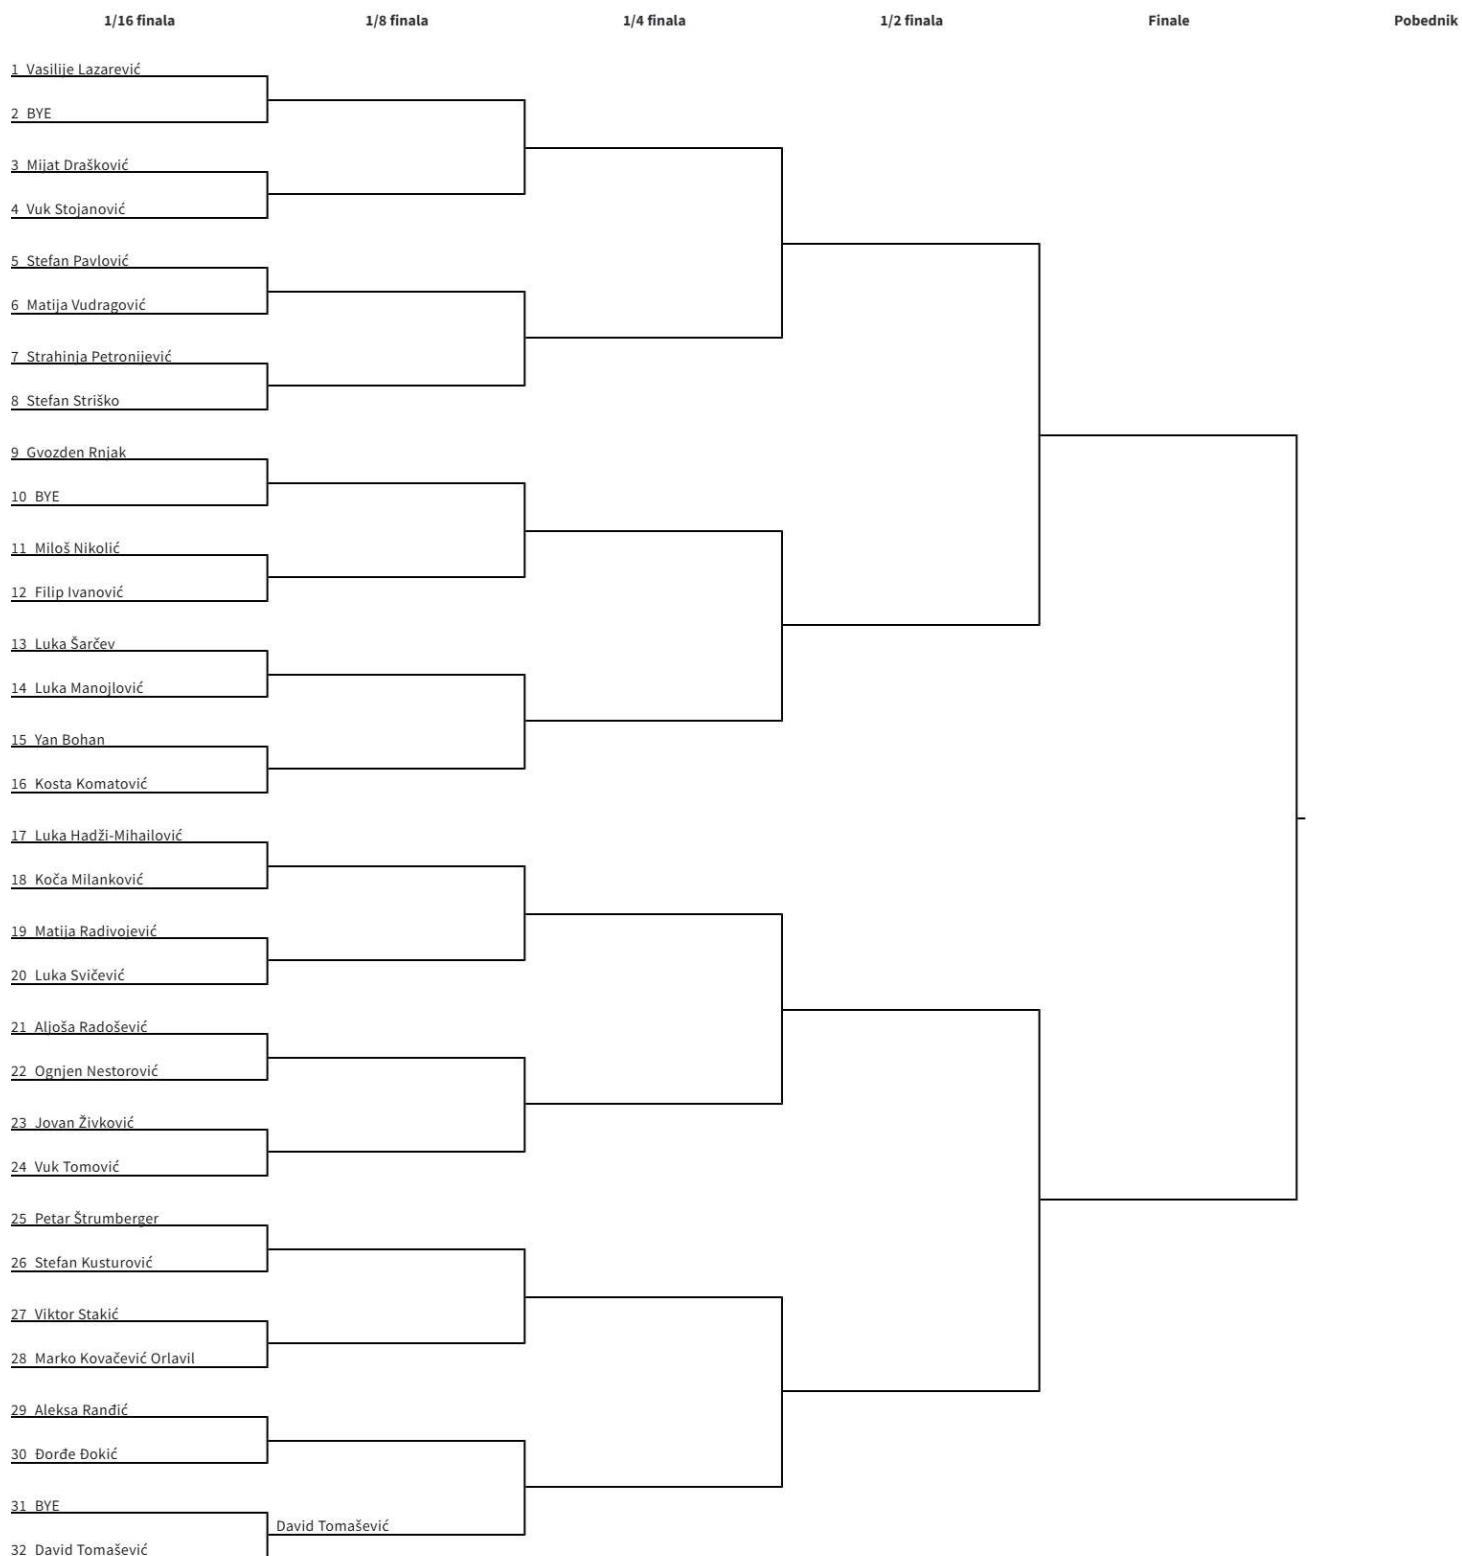 1/16 finala 1/8 finala 1/4 finala 1/2 finala Finale Pobednik
1 Vasilije Lazarević
2 BYE
3 Mijat Drašković
4 Vuk Stojanović
5 Stefan Pavlović
6 Matija Vudragović
7 Strahinja Petronijević
8 Stefan Striško
9 Gvozden Rnjak
10 BYE
11 Miloš Nikolić
12 Filip Ivanović
13 Luka Šarčev
14 Luka Manojlović
15 Yan Bohan
16 Kosta Komatović
17 Luka Hadži-Mihailović
18 Koča Milanković
19 Matija Radivojević
20 Luka Svičević
21 Aljoša Radošević
22 Ognjen Nestorović
23 Jovan Živković
24 Vuk Tomović
25 Petar Štrumberger
26 Stefan Kusturović
27 Viktor Stakić
28 Marko Kovačević Orlavil
29 Aleksa Ranđić
30 Đorđe Đokić
31 BYE
David Tomašević
32 David Tomašević